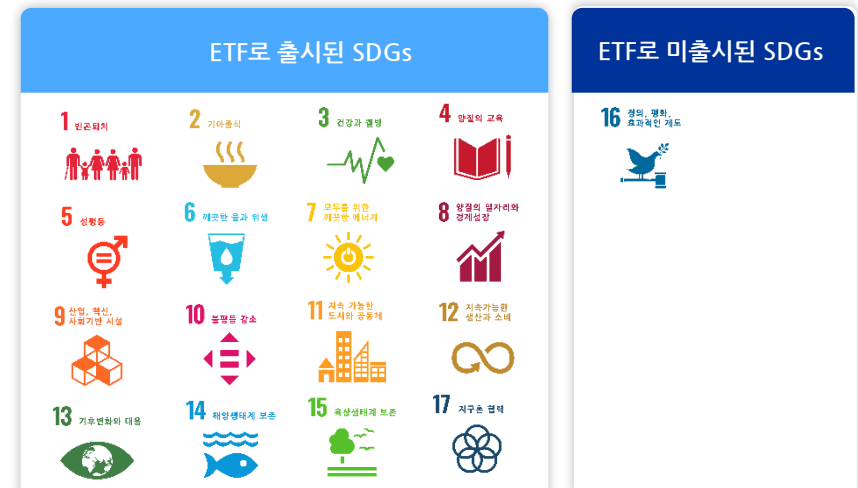 ETF로 출시된 SDGs
1 빈곤퇴치
2 기아종식
3 건강과 웰빙
4 양질의 교육
5 성평등
6 깨끗한 물과 위생
7 모두를 위한
깨끗한 에너지
8 양질의 일자리와
경제성장
9 산업, 혁신,
사회기반 시설
10 불평등 감소
11 지속 가능한
도시와 공동체
12 지속가능한
생산과 소비
13 기후변화와 대응
14 해양생태계 보존
15 육상생태계 보존
17 지구촌 협력
ETF로 미출시된 SDGs
16 정의, 평화,
효과적인 제도